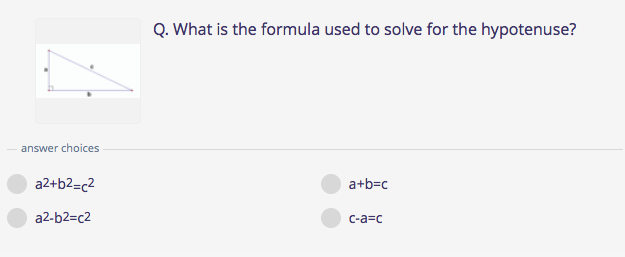 Q. What is the formula used to solve for the hypotenuse?
a
c
b
answer choices
a2+b2=c2
a+b=c
a2-b2=c2
c-a=c